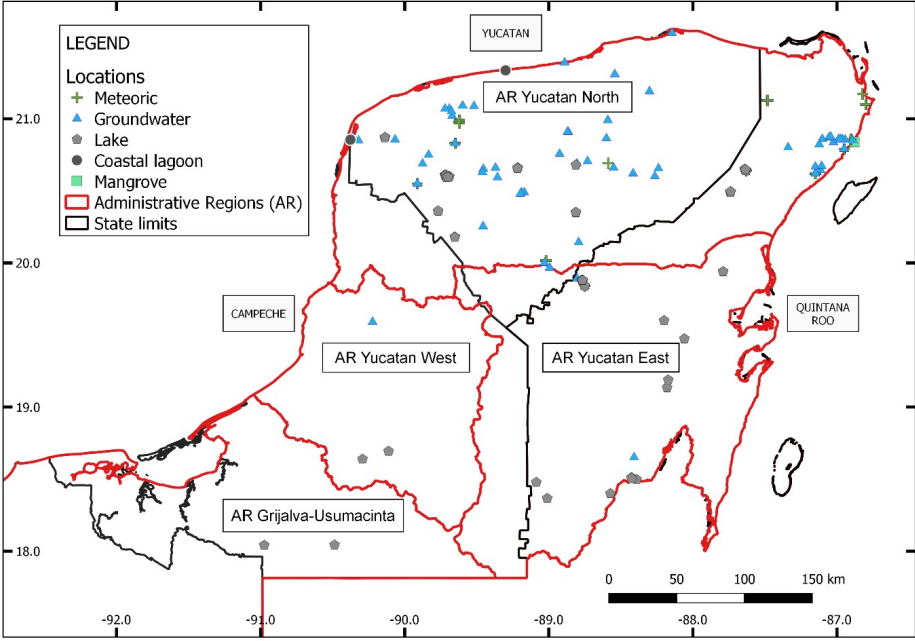 YUCATAN
LEGEND
Locations
Meteoric
Groundwater
Lake
Coastal lagoon
Mangrove
Administrative Regions (AR)
State limits
AR Yucatan North
21.0
20.0
CAMPECHE
QUINTANA
ROO
AR Yucatan West
AR Yucatan East
19.0
AR Grijalva-Usumacinta
18.0
0 50 100 150 km
-92.0 -91.0 -90.0 -89.0 -88.0 -87.0